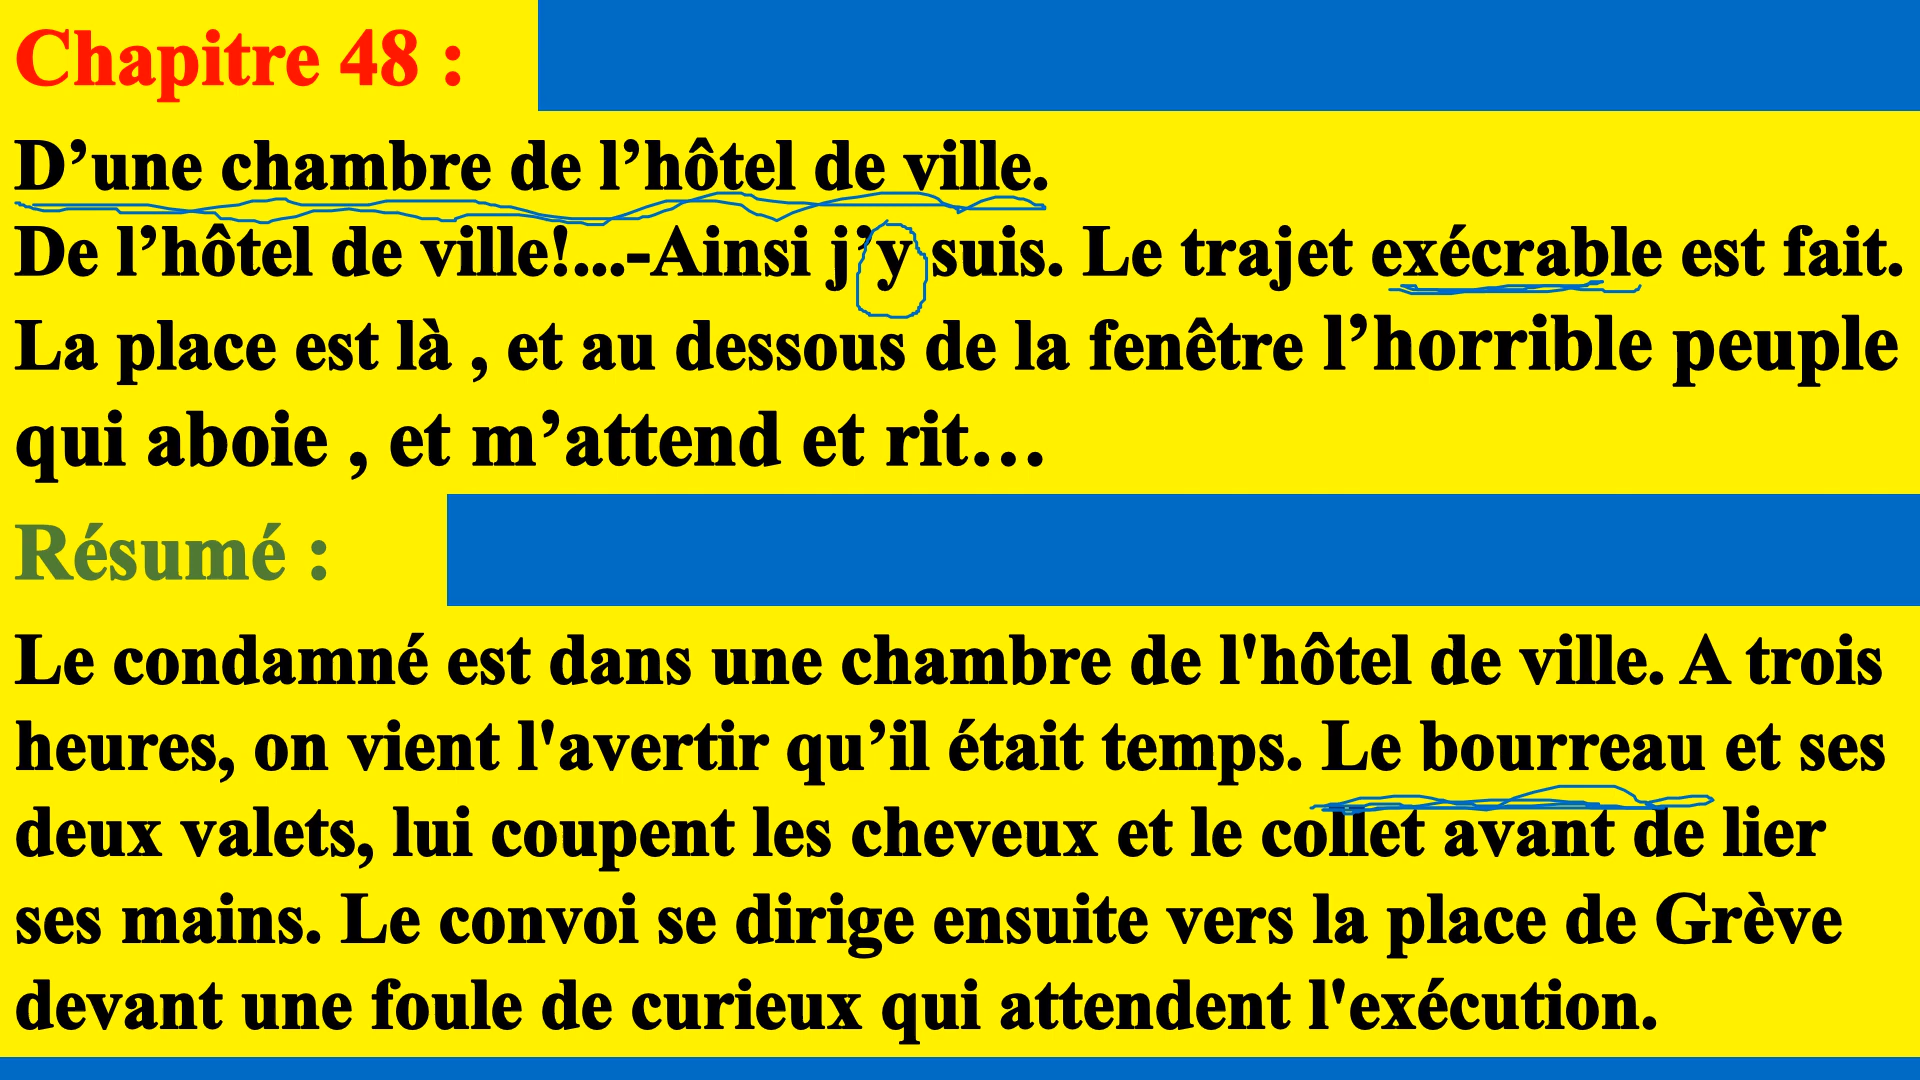 Chapitre 48 :
D’une chambre de l’hôtel de ville.
De l’hôtel de ville!...-Ainsi j’y suis. Le trajet exécrable est fait.
La place est là , et au dessous de la fenêtre l’horrible peuple
qui aboie , et m’attend et rit…
Résumé :
Le condamné est dans une chambre de l'hôtel de ville. A trois
heures, on vient l'avertir qu’il était temps. Le bourreau et ses
deux valets, lui coupent les cheveux et le collet avant de lier
ses mains. Le convoi se dirige ensuite vers la place de Grève
devant une foule de curieux qui attendent l'exécution.